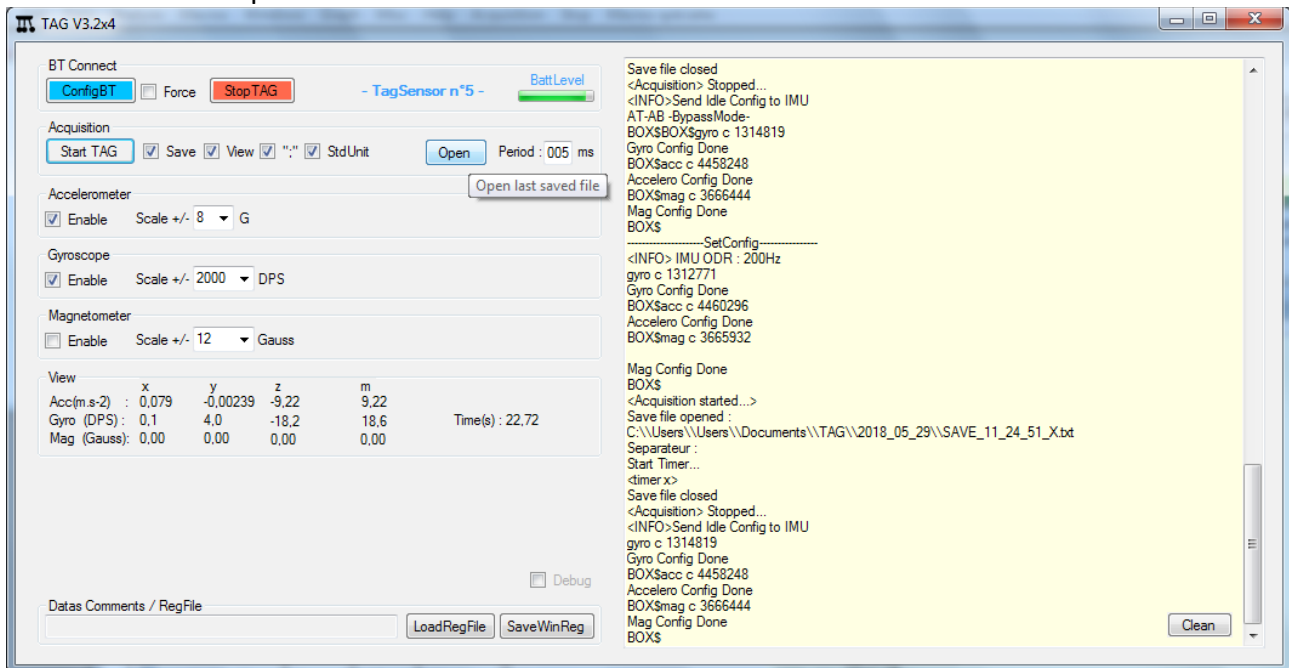 TAG V3.2x4
BT Connect
ConfigBT Force StopTAG - TagSensor n°5 - BattLevel
Acquisition
Start TAG Save View ";" StdUnit Open Period : 005 ms
Open last saved file
Accelerometer
Enable Scale +/- 8 G
Gyroscope
Enable Scale +/- 2000 DPS
Magnetometer
Enable Scale +/- 12 Gauss
View
x y z m
Acc(m.s-2) : 0,079 -0,00239 -9,22 9,22
Gyro (DPS) : 0,1 4,0 -18,2 18,6 Time(s) : 22,72
Mag (Gauss): 0,00 0,00 0,00 0,00
Debug
Datas Comments / RegFile
LoadRegFile SaveWinReg
Save file closed
<Acquisition> Stopped...
<INFO>Send Idle Config to IMU
AT-AB -BypassMode-
BOX$BOX$gyro c 1314819
Gyro Config Done
BOX$acc c 4458248
Accelero Config Done
BOX$mag c 3666444
Mag Config Done
BOX$
---------------------SetConfig----------------
<INFO> IMU ODR : 200Hz
gyro c 1312771
Gyro Config Done
BOX$acc c 4460296
Accelero Config Done
BOX$mag c 3665932
Mag Config Done
BOX$
<Acquisition started...>
Save file opened :
C:\\Users\\Users\\Documents\\TAG\\2018_05_29\\SAVE_11_24_51_X.txt
Separateur :
Start Timer...
<timer x>
Save file closed
<Acquisition> Stopped...
<INFO>Send Idle Config to IMU
gyro c 1314819
Gyro Config Done
BOX$acc c 4458248
Accelero Config Done
BOX$mag c 3666444
Mag Config Done
BOX$
Clean